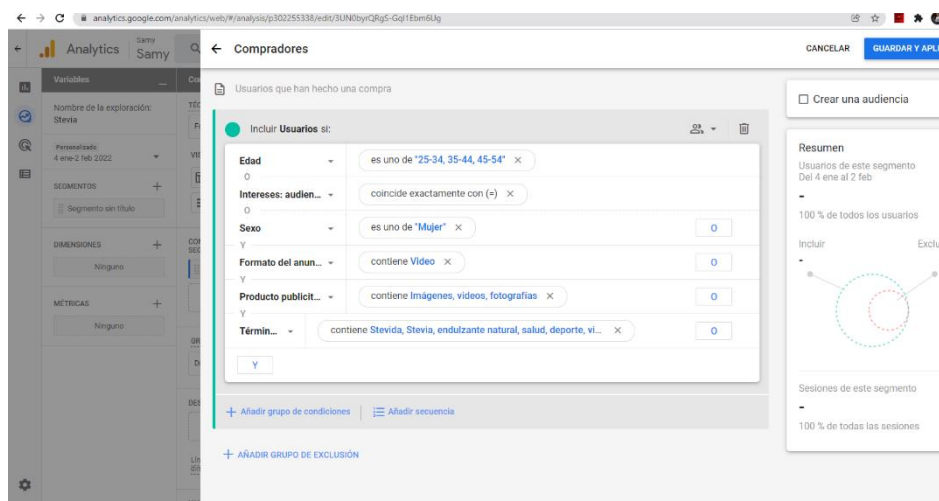 analytics.google.com/analytics/web/#/analysis/p302255338/edit/3UN0byrQRgS-GqI1Ebm6Ug
Analytics
Samy
Samy
Compradores
CANCELAR
GUARDAR Y APLI
Variables
Nombre de la exploración:
Stevia
Personalizado
4 ene-2 feb 2022
SEGMENTOS
Segmento sin título
DIMENSIONES
Ninguno
MÉTRICAS
Ninguno
Usuarios que han hecho una compra
Incluir Usuarios si:
Edad
es uno de "25-34, 35-44, 45-54"
O
Intereses: audien...
coincide exactamente con (=)
O
Sexo
es uno de "Mujer"
O
Y
Formato del anun...
contiene Video
O
Y
Producto publicit...
contiene Imágenes, videos, fotografías
O
Y
Términ...
contiene Stevida, Stevia, endulzante natural, salud, deporte, vi...
O
Y
Añadir grupo de condiciones
Añadir secuencia
AÑADIR GRUPO DE EXCLUSIÓN
Crear una audiencia
Resumen
Usuarios de este segmento
Del 4 ene al 2 feb
-
100 % de todos los usuarios
Incluir
Exclu
-
Sesiones de este segmento
-
100 % de todas las sesiones